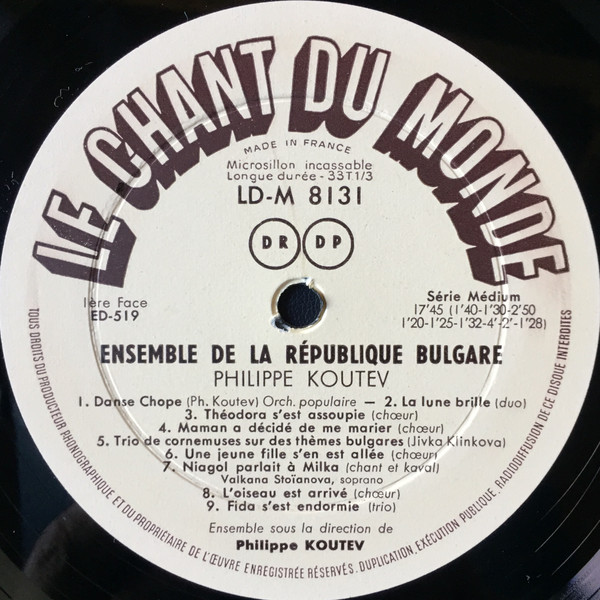 LE CHANT DU MONDE
MADE IN FRANCE
Microsillon incassable
Longue durée - 33T1/3
LD-M 8131
DR DP
1ère Face
ED-519
Série Médium
17'45 (1'40-1'30-2'50
1'20-1'25-1'32-4'-2'-1'28)
ENSEMBLE DE LA RÉPUBLIQUE BULGARE
PHILIPPE KOUTEV
1. Danse Chope (Ph. Koutev) Orch. populaire — 2. La lune brille (duo)
3. Théodora s'est assoupie (chœur)
4. Maman a décidé de me marier (chœur)
5. Trio de cornemuses sur des thèmes bulgares (Jivka Klinkova)
6. Une jeune fille s'en est allée (chœur)
7. Niagol parlait à Milka (chant et kaval)
Valkana Stoïanova, soprano
8. L'oiseau est arrivé (chœur)
9. Fida s'est endormie (trio)
Ensemble sous la direction de
Philippe KOUTEV
TOUS DROITS DU PRODUCTEUR PHONOGRAPHIQUE ET DU PROPRIÉTAIRE DE L'ŒUVRE ENREGISTRÉE RÉSERVÉS. DUPLICATION, EXÉCUTION PUBLIQUE, RADIODIFFUSION DE CE DISQUE INTERDITES